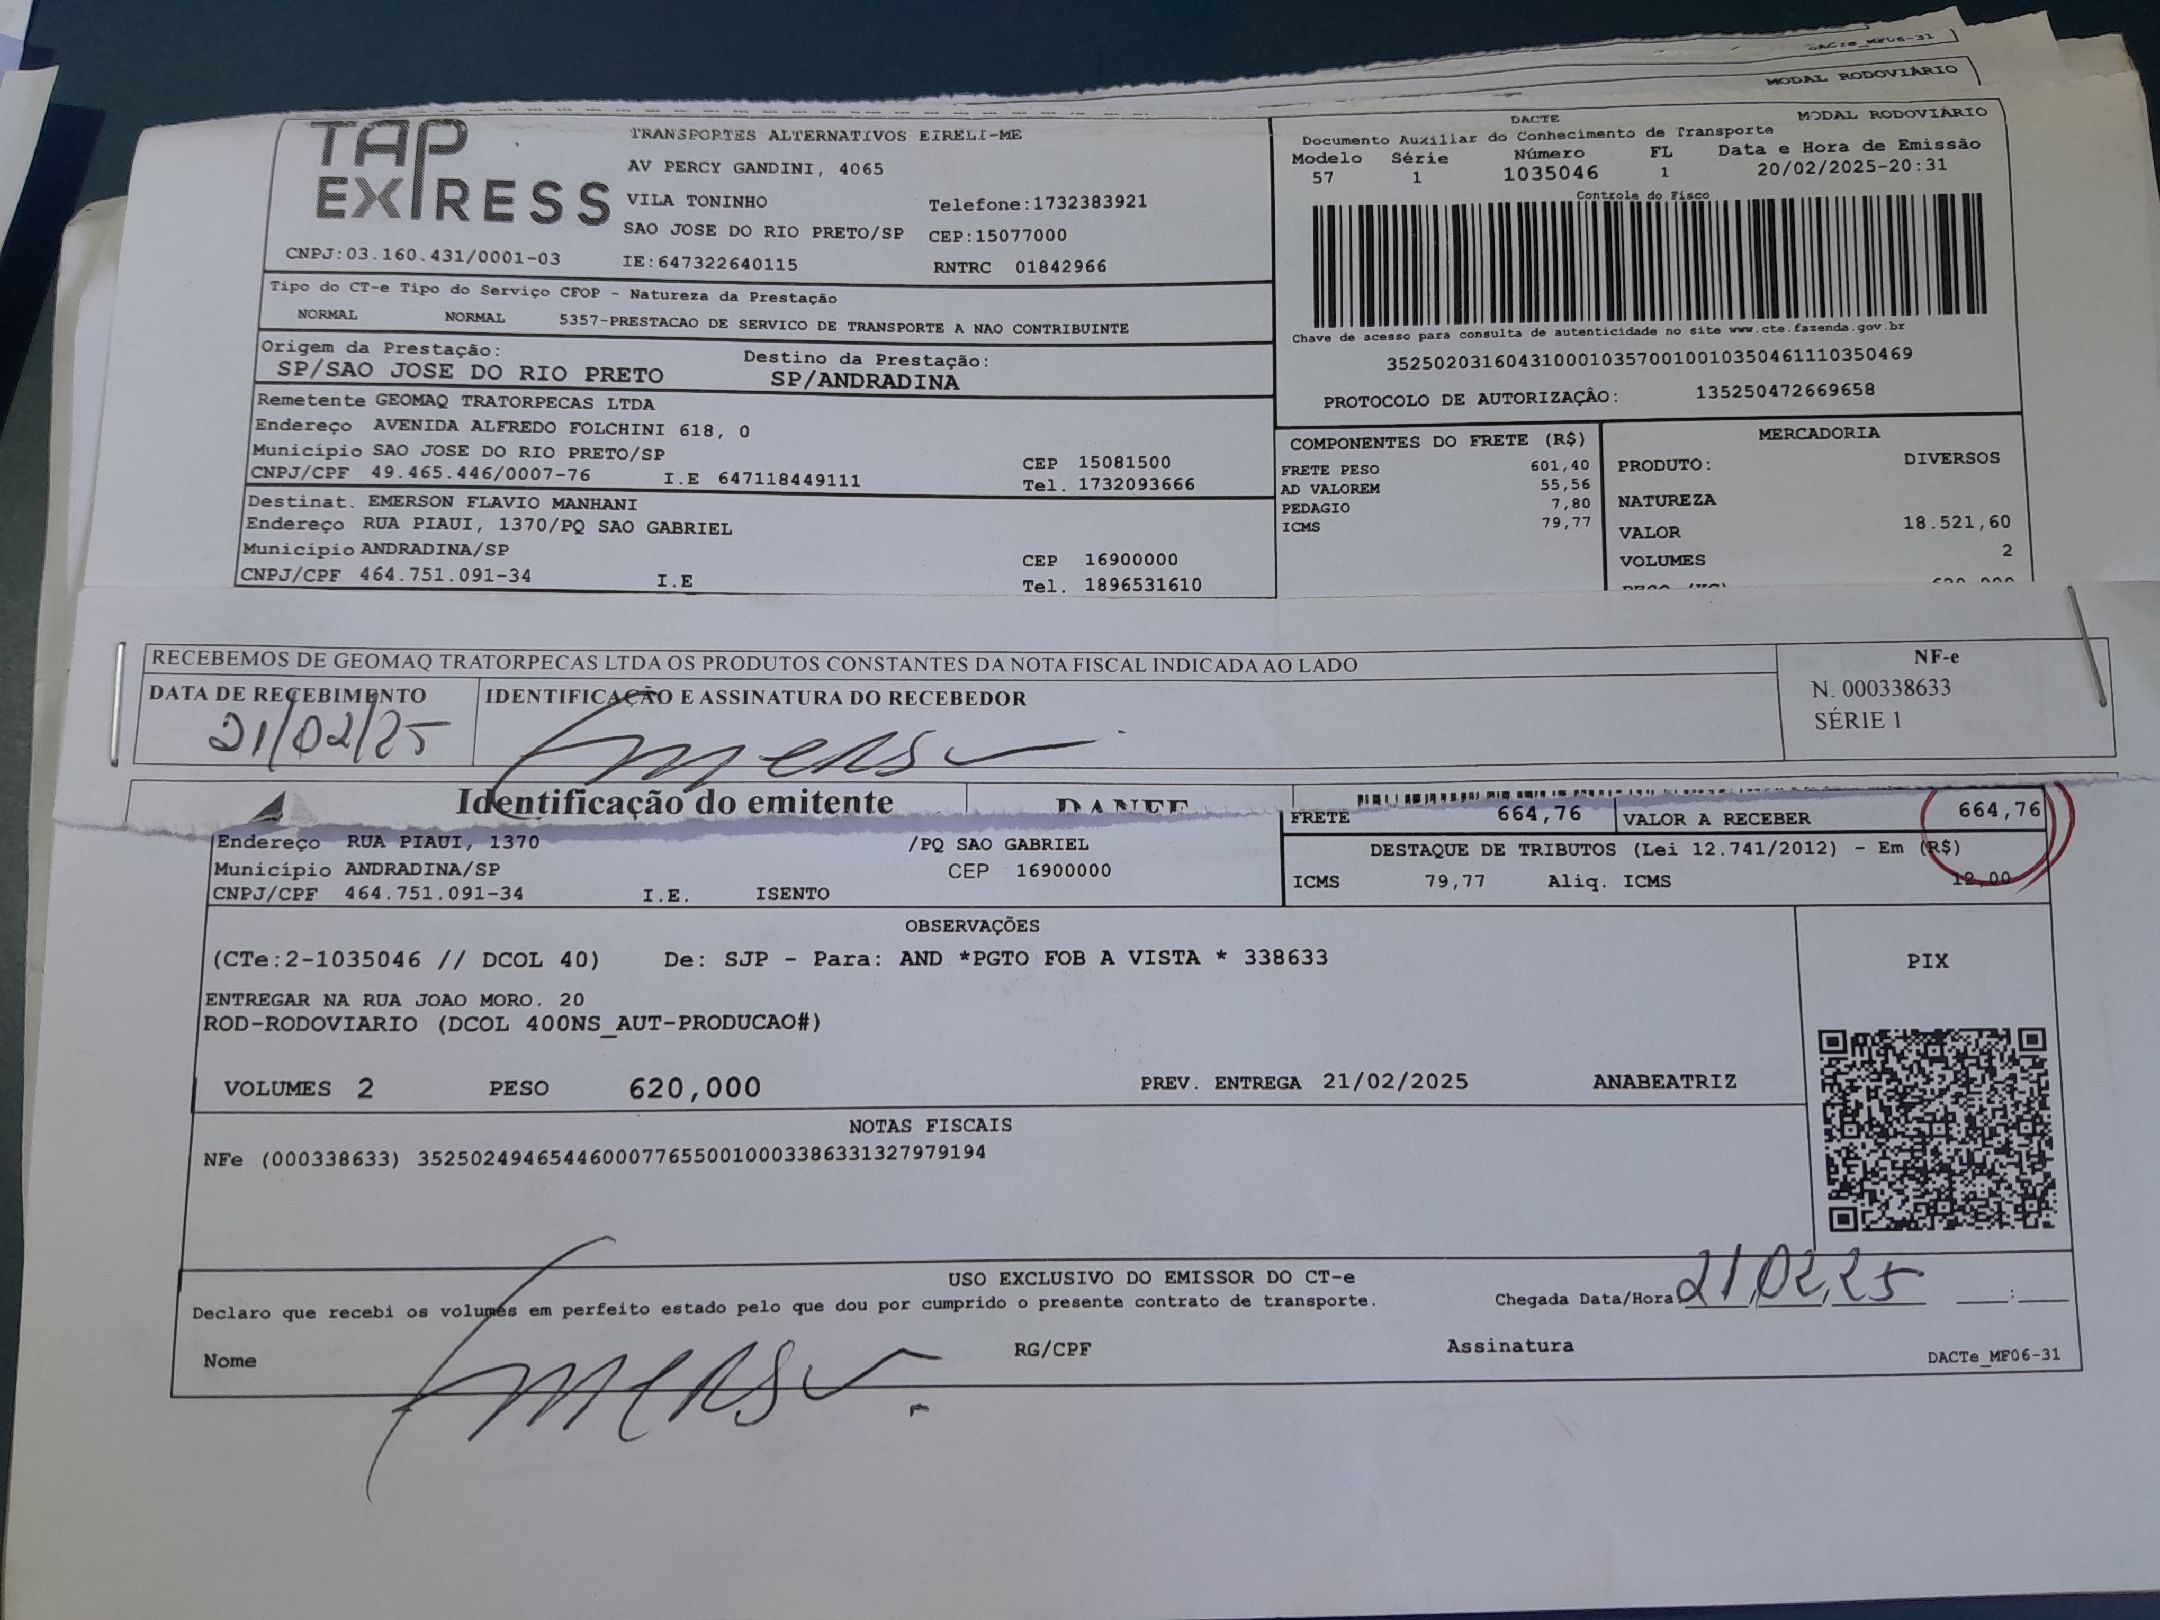 DACTe_MF06-31
MODAL RODOVIÁRIO
TAP EXPRESS
TRANSPORTES ALTERNATIVOS EIRELI-ME
AV PERCY GANDINI, 4065
VILA TONINHO Telefone:1732383921
SAO JOSE DO RIO PRETO/SP CEP:15077000
CNPJ:03.160.431/0001-03 IE:647322640115 RNTRC 01842966
DACTE MODAL RODOVIÁRIO
Documento Auxiliar do Conhecimento de Transporte
Modelo Série Número FL Data e Hora de Emissão
57 1 1035046 1 20/02/2025-20:31
Controle do Fisco
Chave de acesso para consulta de autenticidade no site www.cte.fazenda.gov.br
35250203160431000103570010010350461110350469
PROTOCOLO DE AUTORIZAÇÂO: 135250472669658
Tipo do CT-e Tipo do Serviço CFOP - Natureza da Prestação
NORMAL NORMAL 5357-PRESTACAO DE SERVICO DE TRANSPORTE A NAO CONTRIBUINTE
Origem da Prestação: Destino da Prestação:
SP/SAO JOSE DO RIO PRETO SP/ANDRADINA
Remetente GEOMAQ TRATORPECAS LTDA
Endereço AVENIDA ALFREDO FOLCHINI 618, 0
Município SAO JOSE DO RIO PRETO/SP CEP 15081500
CNPJ/CPF 49.465.446/0007-76 I.E 647118449111 Tel. 1732093666
Destinat. EMERSON FLAVIO MANHANI
Endereço RUA PIAUI, 1370/PQ SAO GABRIEL
Município ANDRADINA/SP CEP 16900000
CNPJ/CPF 464.751.091-34 I.E Tel. 1896531610
COMPONENTES DO FRETE (R$)
FRETE PESO 601,40
AD VALOREM 55,56
PEDAGIO 7,80
ICMS 79,77
MERCADORIA
PRODUTO: DIVERSOS
NATUREZA
VALOR 18.521,60
VOLUMES 2
RECEBEMOS DE GEOMAQ TRATORPECAS LTDA OS PRODUTOS CONSTANTES DA NOTA FISCAL INDICADA AO LADO
DATA DE RECEBIMENTO IDENTIFICAÇÃO E ASSINATURA DO RECEBEDOR
21/02/25 Emerson
NF-e
N. 000338633
SÉRIE 1
Identificação do emitente DANFE
FRETE 664,76 VALOR A RECEBER 664,76
Endereço RUA PIAUI, 1370 /PQ SAO GABRIEL
Município ANDRADINA/SP CEP 16900000
CNPJ/CPF 464.751.091-34 I.E. ISENTO
DESTAQUE DE TRIBUTOS (Lei 12.741/2012) - Em (R$)
ICMS 79,77 Aliq. ICMS 12,00
OBSERVAÇÕES
(CTe:2-1035046 // DCOL 40) De: SJP - Para: AND *PGTO FOB A VISTA * 338633
ENTREGAR NA RUA JOAO MORO. 20
ROD-RODOVIARIO (DCOL 400NS_AUT-PRODUCAO#)
PIX
VOLUMES 2 PESO 620,000 PREV. ENTREGA 21/02/2025 ANABEATRIZ
NOTAS FISCAIS
NFe (000338633) 35250249465446000776550010003386331327979194
USO EXCLUSIVO DO EMISSOR DO CT-e
Declaro que recebi os volumes em perfeito estado pelo que dou por cumprido o presente contrato de transporte. Chegada Data/Hora 21/02/25 __:__
Nome Emerson RG/CPF Assinatura
DACTe_MF06-31